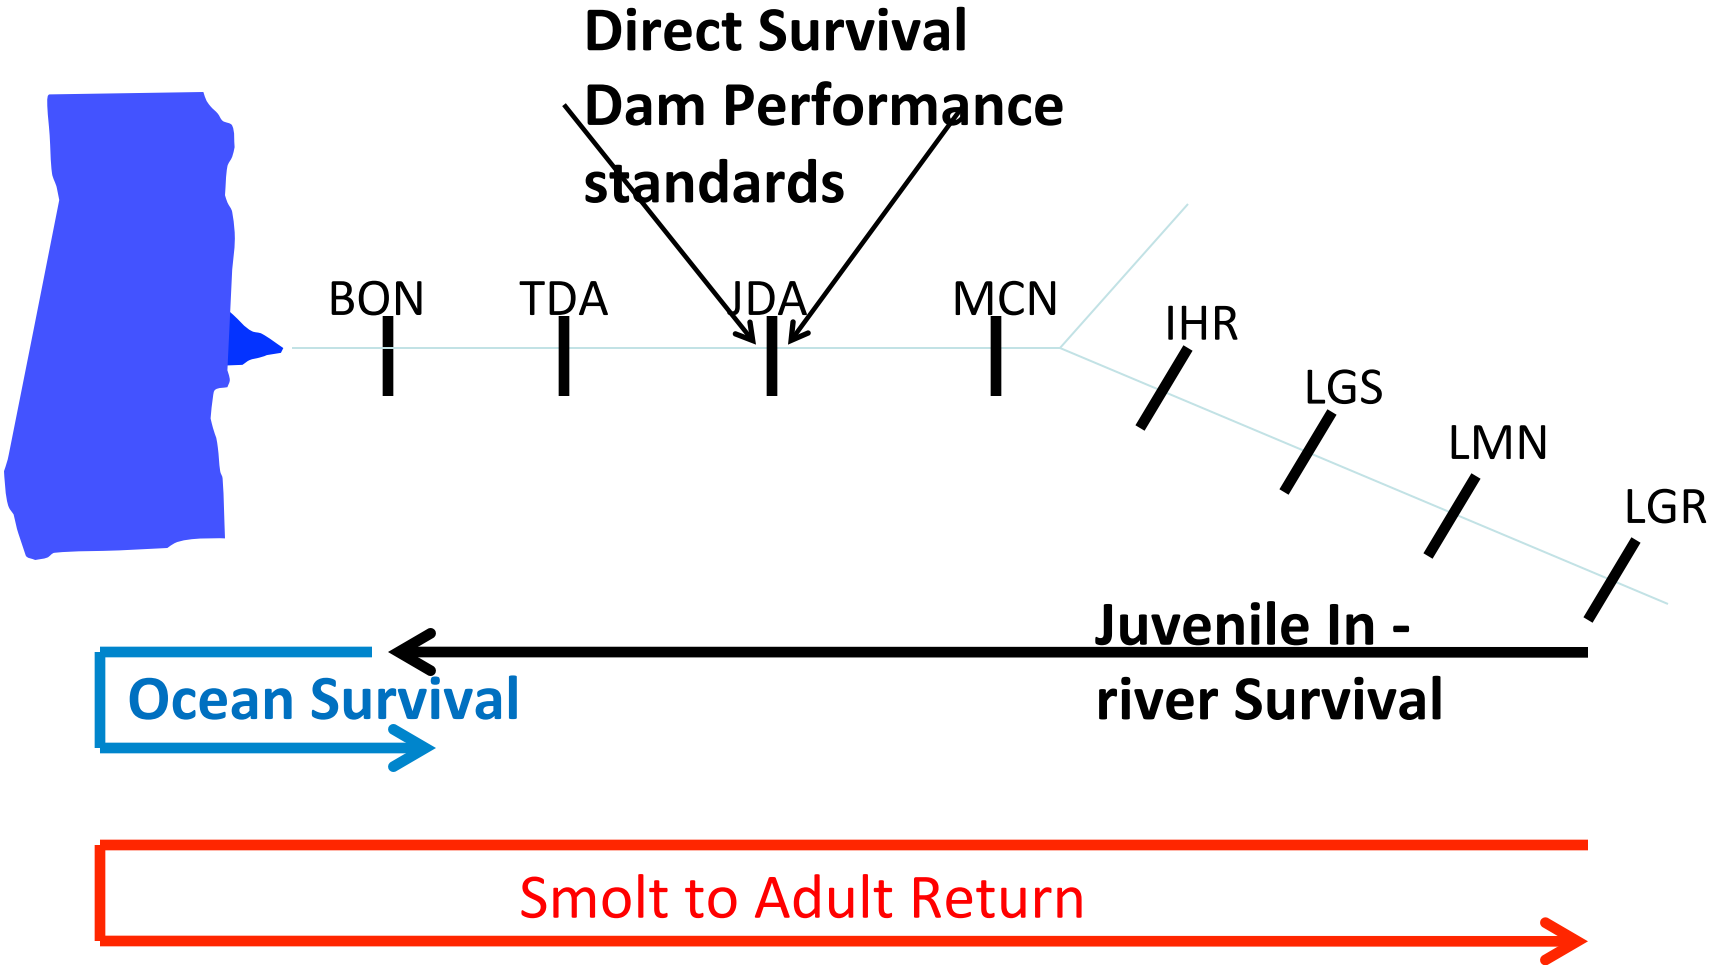 Direct Survival
Dam Performance
standards
BON
TDA
JDA
MCN
IHR
LGS
LMN
LGR
Juvenile In -
river Survival
Ocean Survival
Smolt to Adult Return